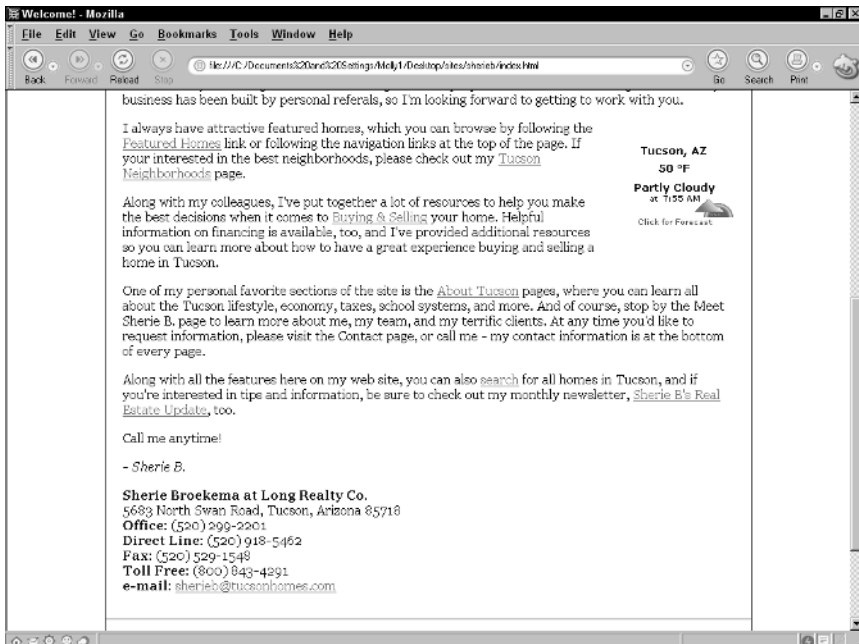 Welcome! - Mozilla
File Edit View Go Bookmarks Tools Window Help
Back Forward Reload Stop file:///C:/Documents%20and%20Settings/Molly1/Desktop/sites/sherieb/index.html Go Search Print
business has been built by personal referals, so I'm looking forward to getting to work with you.
I always have attractive featured homes, which you can browse by following the
Featured Homes link or following the navigation links at the top of the page. If
your interested in the best neighborhoods, please check out my Tucson
Neighborhoods page.
Tucson, AZ
50 °F
Partly Cloudy
at 7:55 AM
Click for Forecast
Along with my colleagues, I've put together a lot of resources to help you make
the best decisions when it comes to Buying & Selling your home. Helpful
information on financing is available, too, and I've provided additional resources
so you can learn more about how to have a great experience buying and selling a
home in Tucson.
One of my personal favorite sections of the site is the About Tucson pages, where you can learn all
about the Tucson lifestyle, economy, taxes, school systems, and more. And of course, stop by the Meet
Sherie B. page to learn more about me, my team, and my terrific clients. At any time you'd like to
request information, please visit the Contact page, or call me - my contact information is at the bottom
of every page.
Along with all the features here on my web site, you can also search for all homes in Tucson, and if
you're interested in tips and information, be sure to check out my monthly newsletter, Sherie B's Real
Estate Update, too.
Call me anytime!
- Sherie B.
Sherie Broekema at Long Realty Co.
5683 North Swan Road, Tucson, Arizona 85718
Office: (520) 299-2201
Direct Line: (520) 918-5462
Fax: (520) 529-1548
Toll Free: (800) 843-4291
e-mail: sherieb@tucsonhomes.com